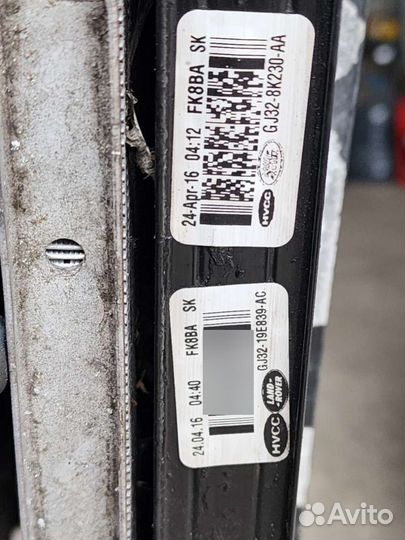 FK8BA SK
24-Apr-16 04:12
GJ32-8K230-AA
HVCC
FK8BA SK
24.04.16 04:40
GJ32-19E839-AC
HVCC
LAND-
-ROVER
Avito